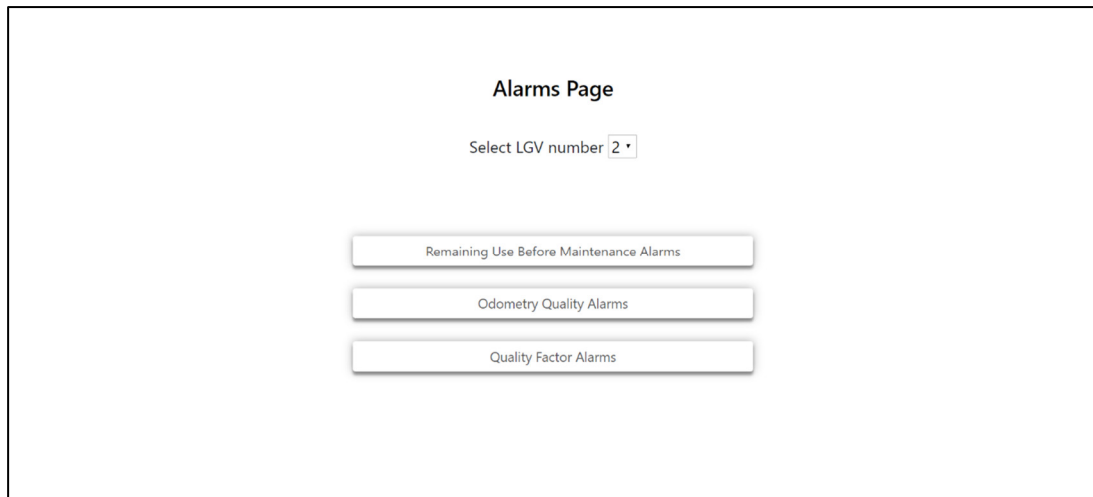 Alarms Page
Select LGV number 2
Remaining Use Before Maintenance Alarms
Odometry Quality Alarms
Quality Factor Alarms